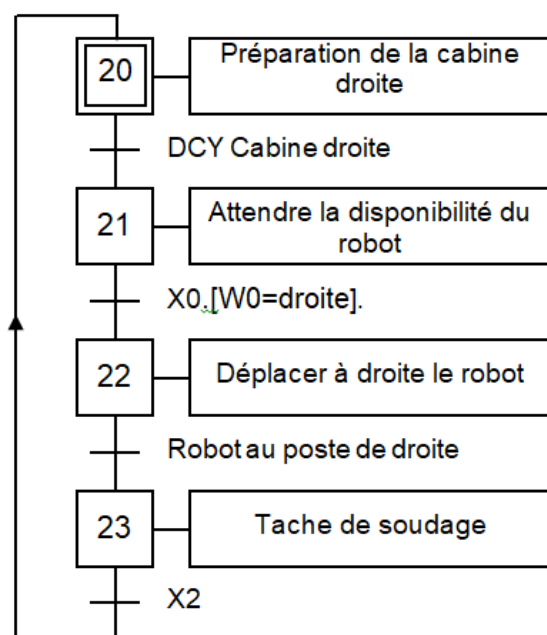 20
Préparation de la cabine
droite
DCY Cabine droite
21
Attendre la disponibilité du
robot
X0.[W0=droite].
22
Déplacer à droite le robot
Robot au poste de droite
23
Tache de soudage
X2